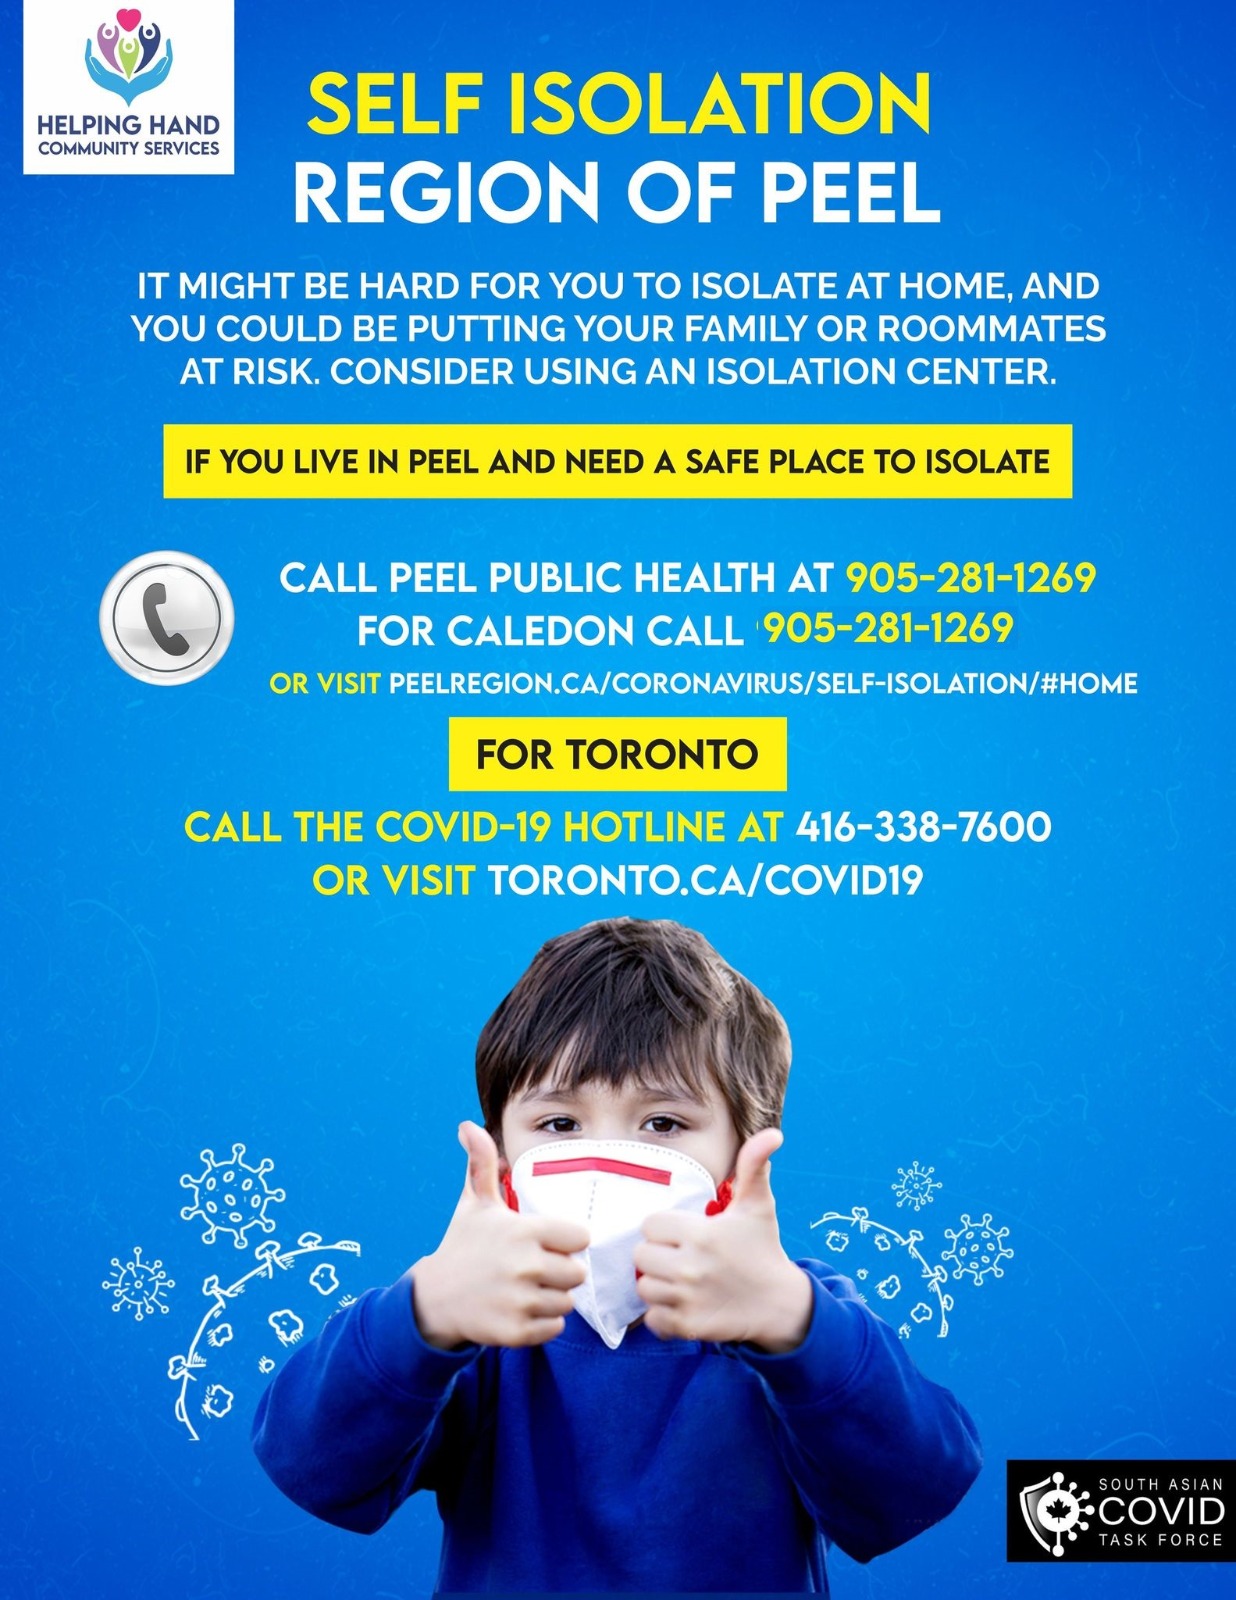 HELPING HAND
COMMUNITY SERVICES
SELF ISOLATION
REGION OF PEEL
IT MIGHT BE HARD FOR YOU TO ISOLATE AT HOME, AND
YOU COULD BE PUTTING YOUR FAMILY OR ROOMMATES
AT RISK. CONSIDER USING AN ISOLATION CENTER.
IF YOU LIVE IN PEEL AND NEED A SAFE PLACE TO ISOLATE
CALL PEEL PUBLIC HEALTH AT 905-281-1269
FOR CALEDON CALL 905-281-1269
OR VISIT PEELREGION.CA/CORONAVIRUS/SELF-ISOLATION/#HOME
FOR TORONTO
CALL THE COVID-19 HOTLINE AT 416-338-7600
OR VISIT TORONTO.CA/COVID19
SOUTH ASIAN
COVID
TASK FORCE